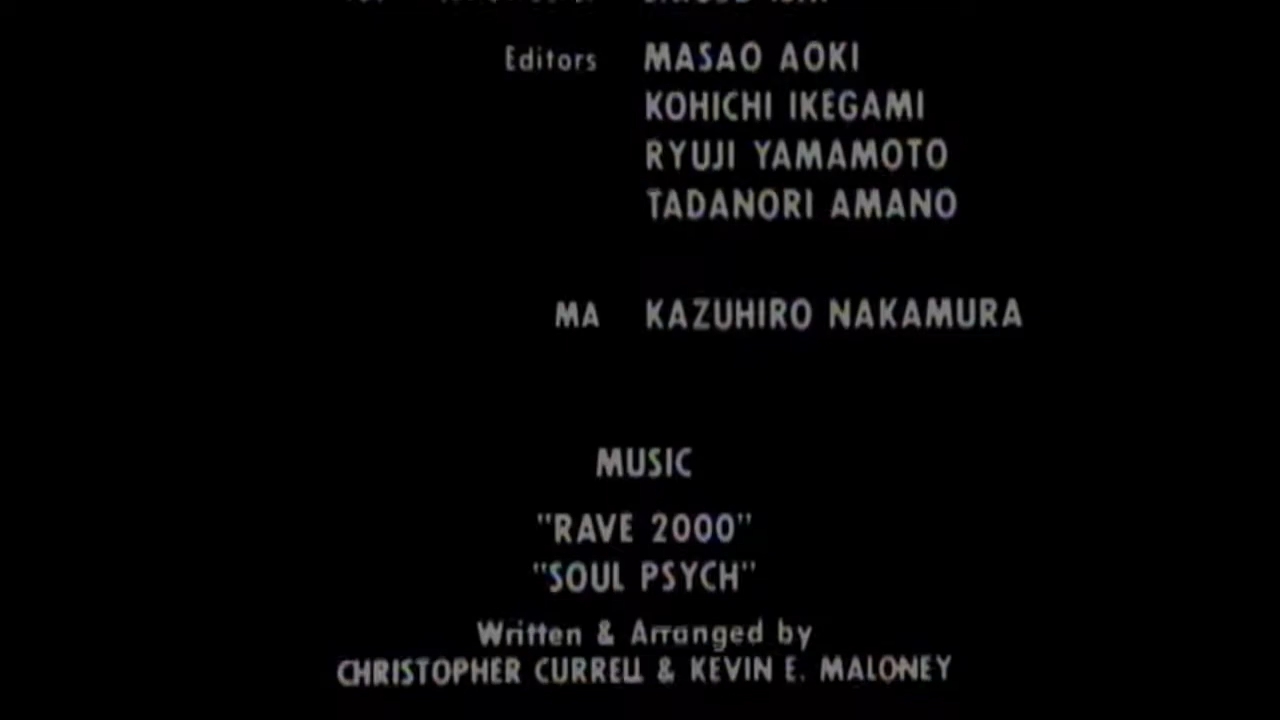 Editors MASAO AOKI
KOHICHI IKEGAMI
RYUJI YAMAMOTO
TADANORI AMANO
MA KAZUHIRO NAKAMURA
MUSIC
"RAVE 2000"
"SOUL PSYCH"
Written & Arranged by
CHRISTOPHER CURRELL & KEVIN E. MALONEY